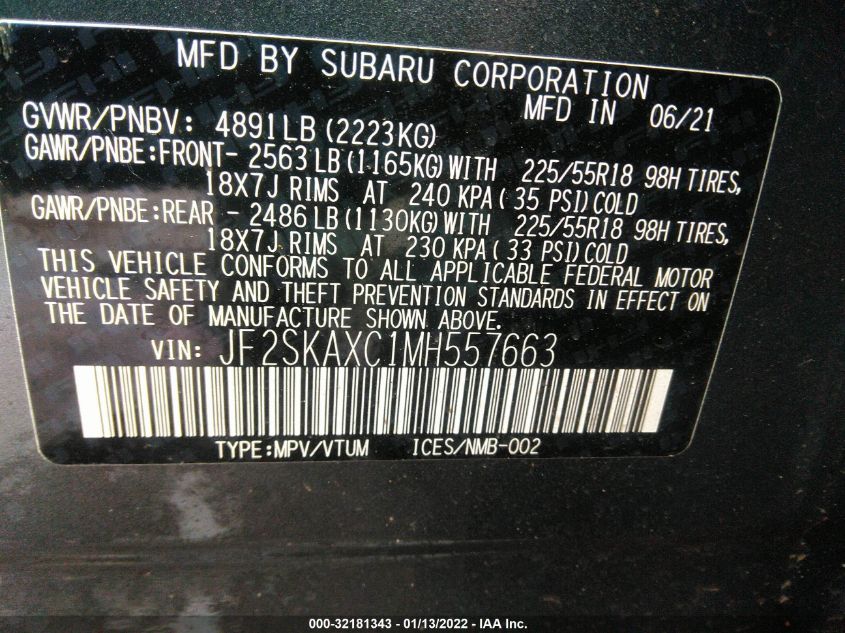 MFD BY SUBARU CORPORATION
MFD IN 06/21
GVWR/PNBV: 4891LB (2223KG)
GAWR/PNBE:FRONT- 2563LB (1165KG) WITH 225/55R18 98H TIRES,
18X7J RIMS AT 240 KPA ( 35 PSI) COLD
GAWR/PNBE:REAR - 2486LB (1130KG) WITH 225/55R18 98H TIRES,
18X7J RIMS AT 230 KPA ( 33 PSI) COLD
THIS VEHICLE CONFORMS TO ALL APPLICABLE FEDERAL MOTOR
VEHICLE SAFETY AND THEFT PREVENTION STANDARDS IN EFFECT ON
THE DATE OF MANUFACTURE SHOWN ABOVE.
VIN: JF2SKAXC1MH557663
TYPE:MPV/VTUM ICES/NMB-002
000-32181343 - 01/13/2022 - IAA Inc.